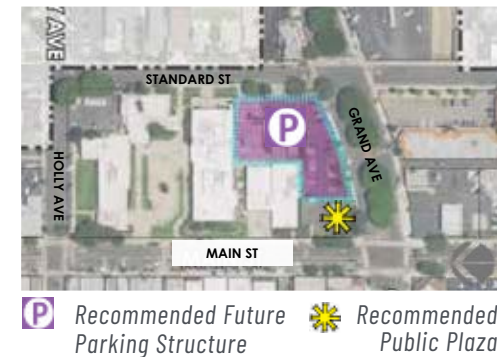 Y AVE
STANDARD ST
P
GRAND AVE
HOLLY AVE
MAIN ST
P Recommended Future
Parking Structure
Recommended
Public Plaza